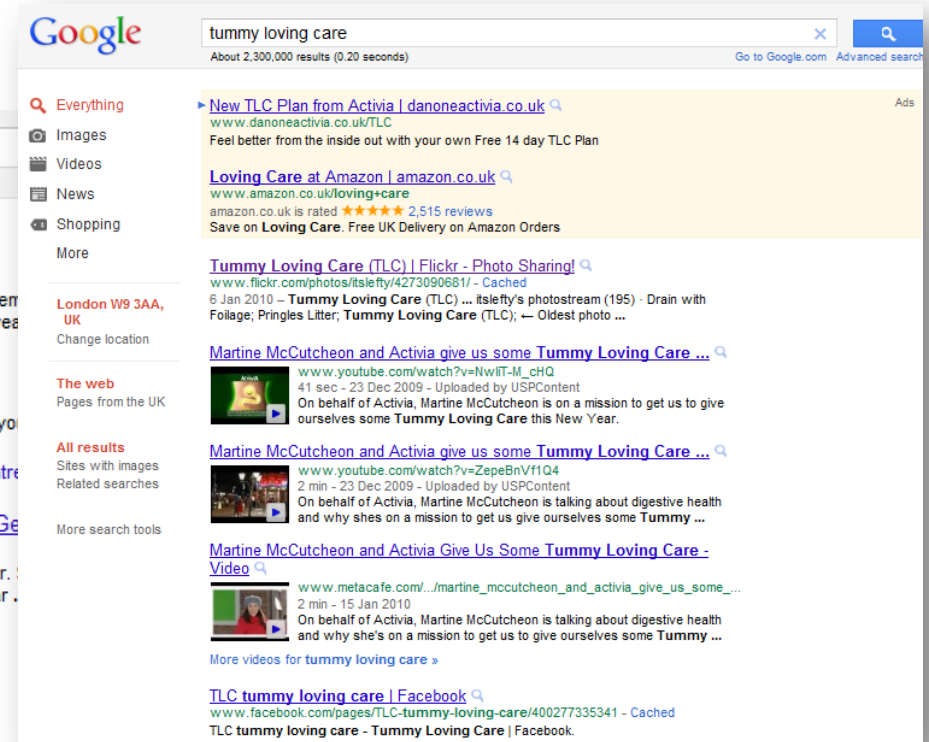 Google
tummy loving care ×
About 2,300,000 results (0.20 seconds)
Go to Google.com Advanced search
Everything
Images
Videos
News
Shopping
More
London W9 3AA,
UK
Change location
The web
Pages from the UK
All results
Sites with images
Related searches
More search tools
Ads
New TLC Plan from Activia | danoneactivia.co.uk
www.danoneactivia.co.uk/TLC
Feel better from the inside out with your own Free 14 day TLC Plan
Loving Care at Amazon | amazon.co.uk
www.amazon.co.uk/loving+care
amazon.co.uk is rated ★★★★★ 2,515 reviews
Save on Loving Care. Free UK Delivery on Amazon Orders
Tummy Loving Care (TLC) | Flickr - Photo Sharing!
www.flickr.com/photos/itslefty/4273090681/ - Cached
6 Jan 2010 – Tummy Loving Care (TLC) ... itslefty's photostream (195) · Drain with
Foilage; Pringles Litter; Tummy Loving Care (TLC); ← Oldest photo ...
Martine McCutcheon and Activia give us some Tummy Loving Care ...
www.youtube.com/watch?v=NwliT-M_cHQ
41 sec - 23 Dec 2009 - Uploaded by USPContent
On behalf of Activia, Martine McCutcheon is on a mission to get us to give
ourselves some Tummy Loving Care this New Year.
Martine McCutcheon and Activia give us some Tummy Loving Care ...
www.youtube.com/watch?v=ZepeBnVf1Q4
2 min - 23 Dec 2009 - Uploaded by USPContent
On behalf of Activia, Martine McCutcheon is talking about digestive health
and why shes on a mission to get us give ourselves some Tummy ...
Martine McCutcheon and Activia Give Us Some Tummy Loving Care -
Video
www.metacafe.com/.../martine_mccutcheon_and_activia_give_us_some_...
2 min - 15 Jan 2010
On behalf of Activia, Martine McCutcheon is talking about digestive health
and why she's on a mission to get us to give ourselves some Tummy ...
More videos for tummy loving care »
TLC tummy loving care | Facebook
www.facebook.com/pages/TLC-tummy-loving-care/400277335341 - Cached
TLC tummy loving care - Tummy Loving Care | Facebook.